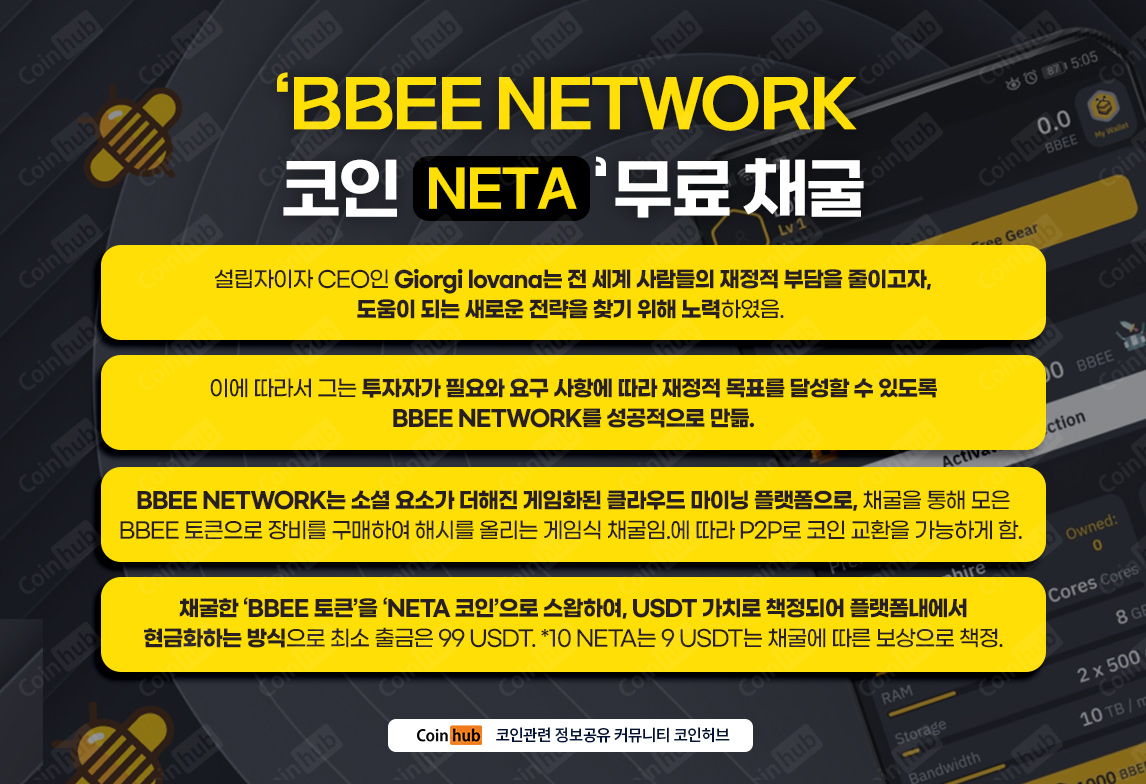 ‘BBEE NETWORK
코인 NETA’ 무료 채굴
설립자이자 CEO인 Giorgi Iovana는 전 세계 사람들의 재정적 부담을 줄이고자,
도움이 되는 새로운 전략을 찾기 위해 노력하였음.
이에 따라서 그는 투자자가 필요와 요구 사항에 따라 재정적 목표를 달성할 수 있도록
BBEE NETWORK를 성공적으로 만듦.
BBEE NETWORK는 소셜 요소가 더해진 게임화된 클라우드 마이닝 플랫폼으로, 채굴을 통해 모은
BBEE 토큰으로 장비를 구매하여 해시를 올리는 게임식 채굴임.에 따라 P2P로 코인 교환을 가능하게 함.
채굴한 ‘BBEE 토큰’을 ‘NETA 코인’으로 스왑하여, USDT 가치로 책정되어 플랫폼내에서
현금화하는 방식으로 최소 출금은 99 USDT. *10 NETA는 9 USDT는 채굴에 따른 보상으로 책정.
Coin hub 코인관련 정보공유 커뮤니티 코인허브
87 5:05
0.0
BBEE
My Wallet
Lv 1
Free Gear
BBEE
Owned:
0
Cores Cores
RAM
2 x 500
Storage
10 TB / m
Bandwidth
Coin hub